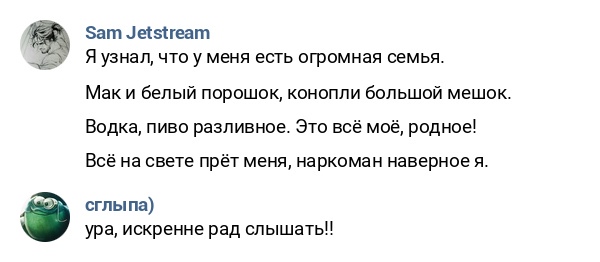 Sam Jetstream
Я узнал, что у меня есть огромная семья.
Мак и белый порошок, конопли большой мешок.
Водка, пиво разливное. Это всё моё, родное!
Всё на свете прёт меня, наркоман наверное я.
сглыпа)
ура, искренне рад слышать!!